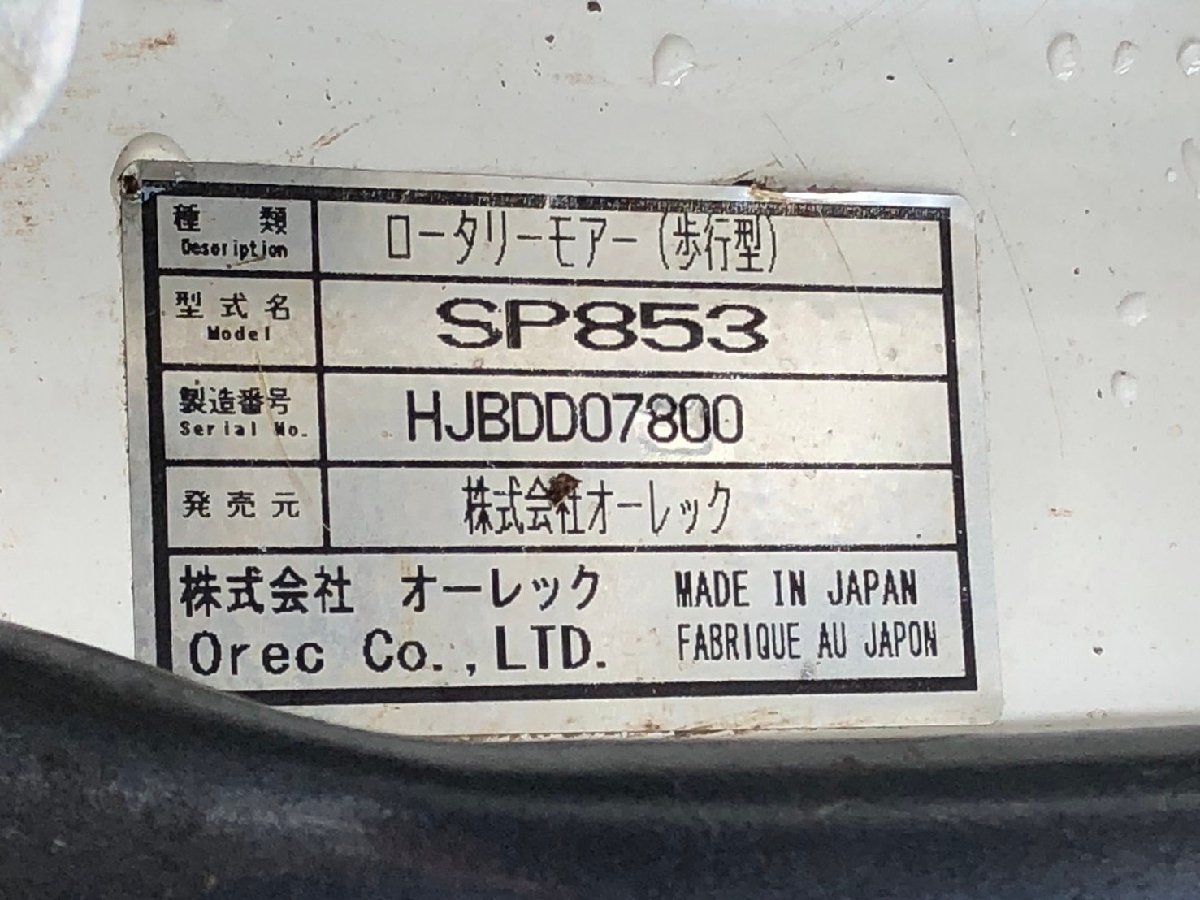 種類 ロータリーモアー(歩行型)
Description
型式名 SP853
Model
製造番号 HJBDD07800
Serial No.
発売元 株式会社オーレック
株式会社 オーレック MADE IN JAPAN
Orec Co.,LTD. FABRIQUE AU JAPON